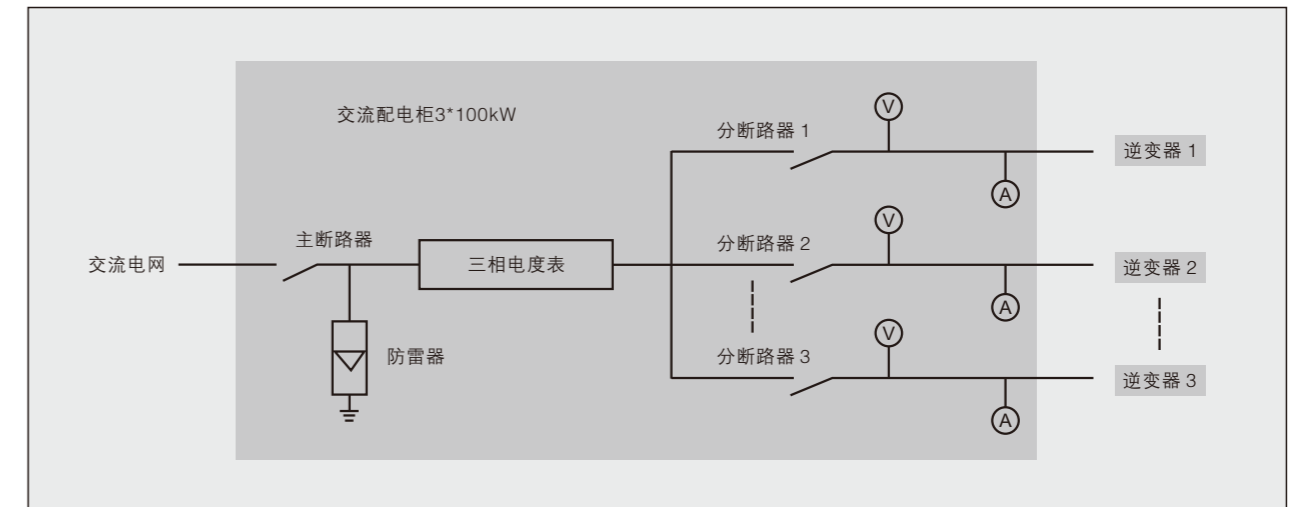 交流配电柜3*100kW
分断路器 1
V
逆变器 1
A
主断路器
交流电网
三相电度表
分断路器 2
V
逆变器 2
A
防雷器
分断路器 3
V
逆变器 3
A